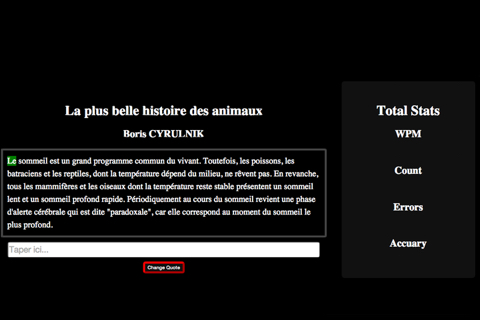 La plus belle histoire des animaux
Boris CYRULNIK
Le sommeil est un grand programme commun du vivant. Toutefois, les poissons, les
batraciens et les reptiles, dont la température dépend du milieu, ne rêvent pas. En revanche,
tous les mammifères et les oiseaux dont la température reste stable présentent un sommeil
lent et un sommeil profond rapide. Périodiquement au cours du sommeil revient une phase
d'alerte cérébrale qui est dite "paradoxale", car elle correspond au moment du sommeil le
plus profond.
Taper ici...
Change Quote
Total Stats
WPM
Count
Errors
Accuary